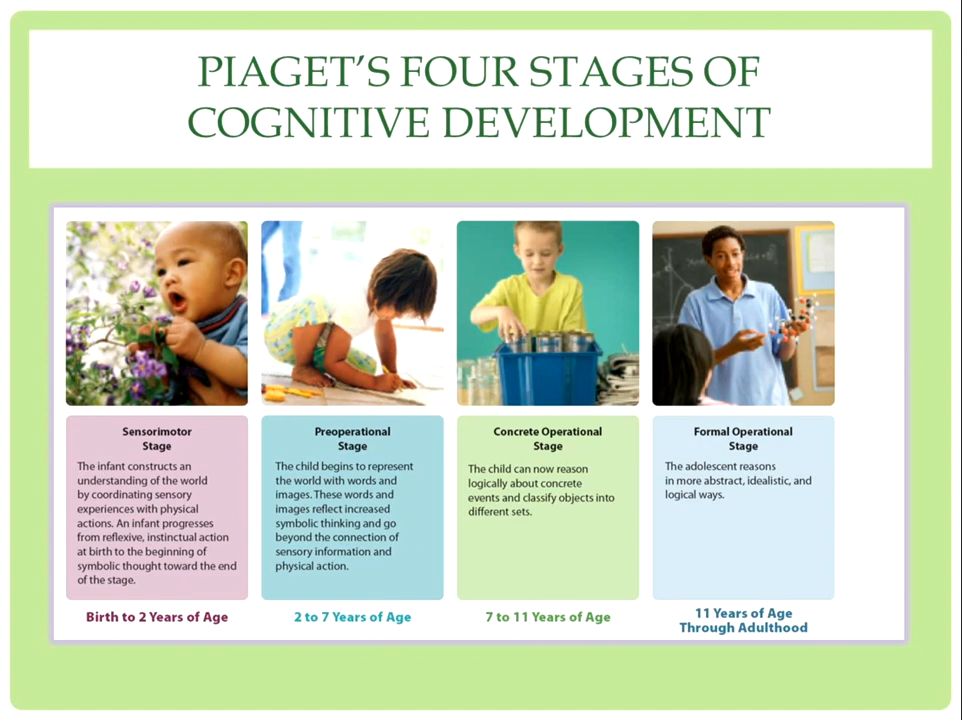 PIAGET’S FOUR STAGES OF
COGNITIVE DEVELOPMENT
Sensorimotor
Stage
The infant constructs an
understanding of the world
by coordinating sensory
experiences with physical
actions. An infant progresses
from reflexive, instinctual action
at birth to the beginning of
symbolic thought toward the end
of the stage.
Birth to 2 Years of Age
Preoperational
Stage
The child begins to represent
the world with words and
images. These words and
images reflect increased
symbolic thinking and go
beyond the connection of
sensory information and
physical action.
2 to 7 Years of Age
Concrete Operational
Stage
The child can now reason
logically about concrete
events and classify objects into
different sets.
7 to 11 Years of Age
Formal Operational
Stage
The adolescent reasons
in more abstract, idealistic, and
logical ways.
11 Years of Age
Through Adulthood